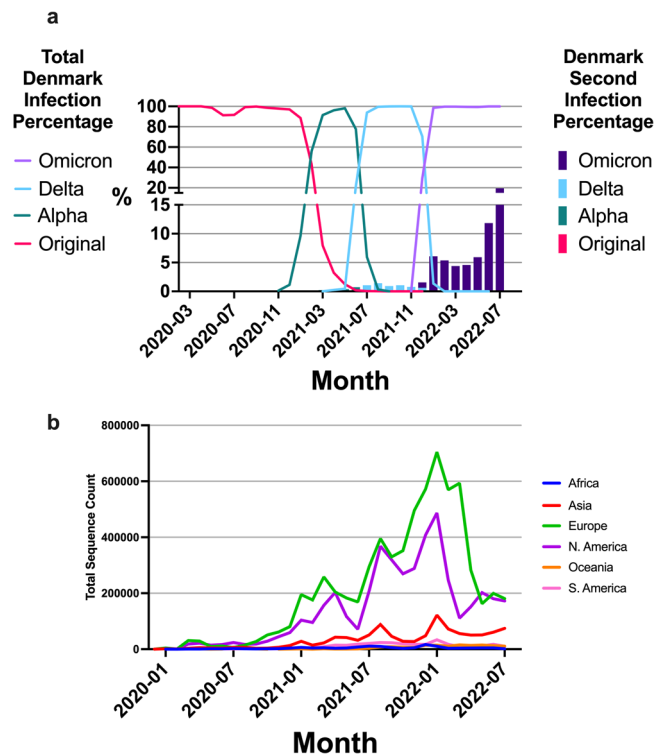 a
Total
Denmark
Infection
Percentage
Omicron
Delta
Alpha
Original
%
100
80
60
40
20
15
10
5
0
2020-03
2020-07
2020-11
2021-03
2021-07
2021-11
2022-03
2022-07
Month
Denmark
Second
Infection
Percentage
Omicron
Delta
Alpha
Original
b
Total Sequence Count
800000
600000
400000
200000
0
2020-01
2020-07
2021-01
2021-07
2022-01
2022-07
Month
Africa
Asia
Europe
N. America
Oceania
S. America